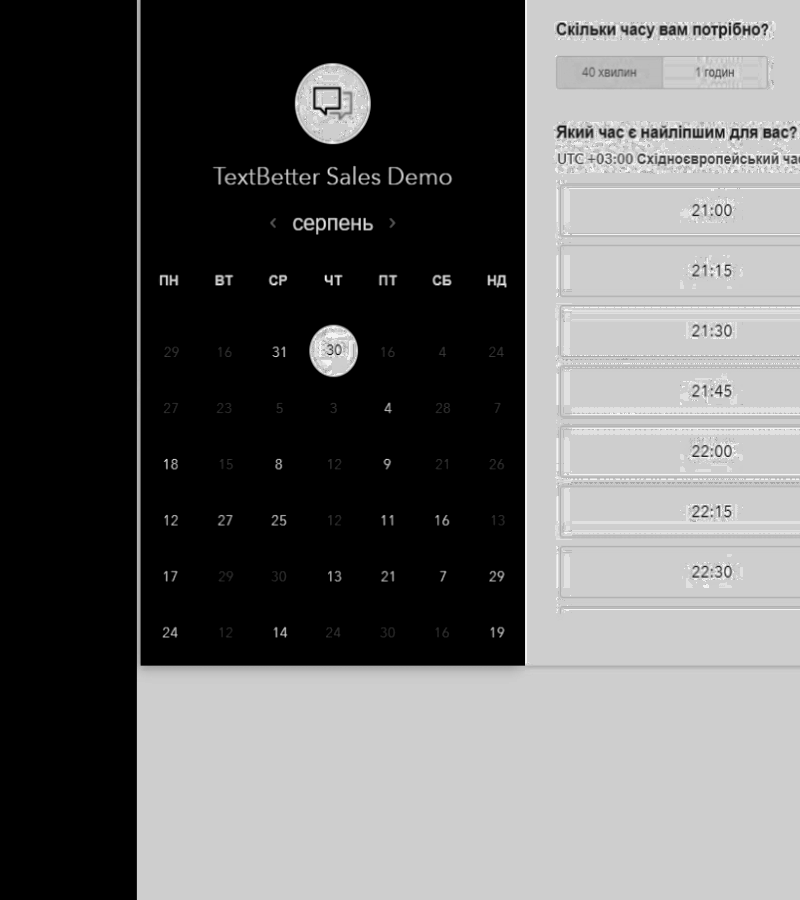 TextBetter Sales Demo
‹ серпень ›
ПН ВТ СР ЧТ ПТ СБ НД
29 16 31 30 16 4 24
27 23 5 3 4 28 7
18 15 8 12 9 21 26
12 27 25 12 11 16 13
17 29 30 13 21 7 29
24 12 14 24 30 16 19
Скільки часу вам потрібно?
40 хвилин 1 годин
Який час є найліпшим для вас?
UTC +03:00 Східноєвропейський
21:00
21:15
21:30
21:45
22:00
22:15
22:30